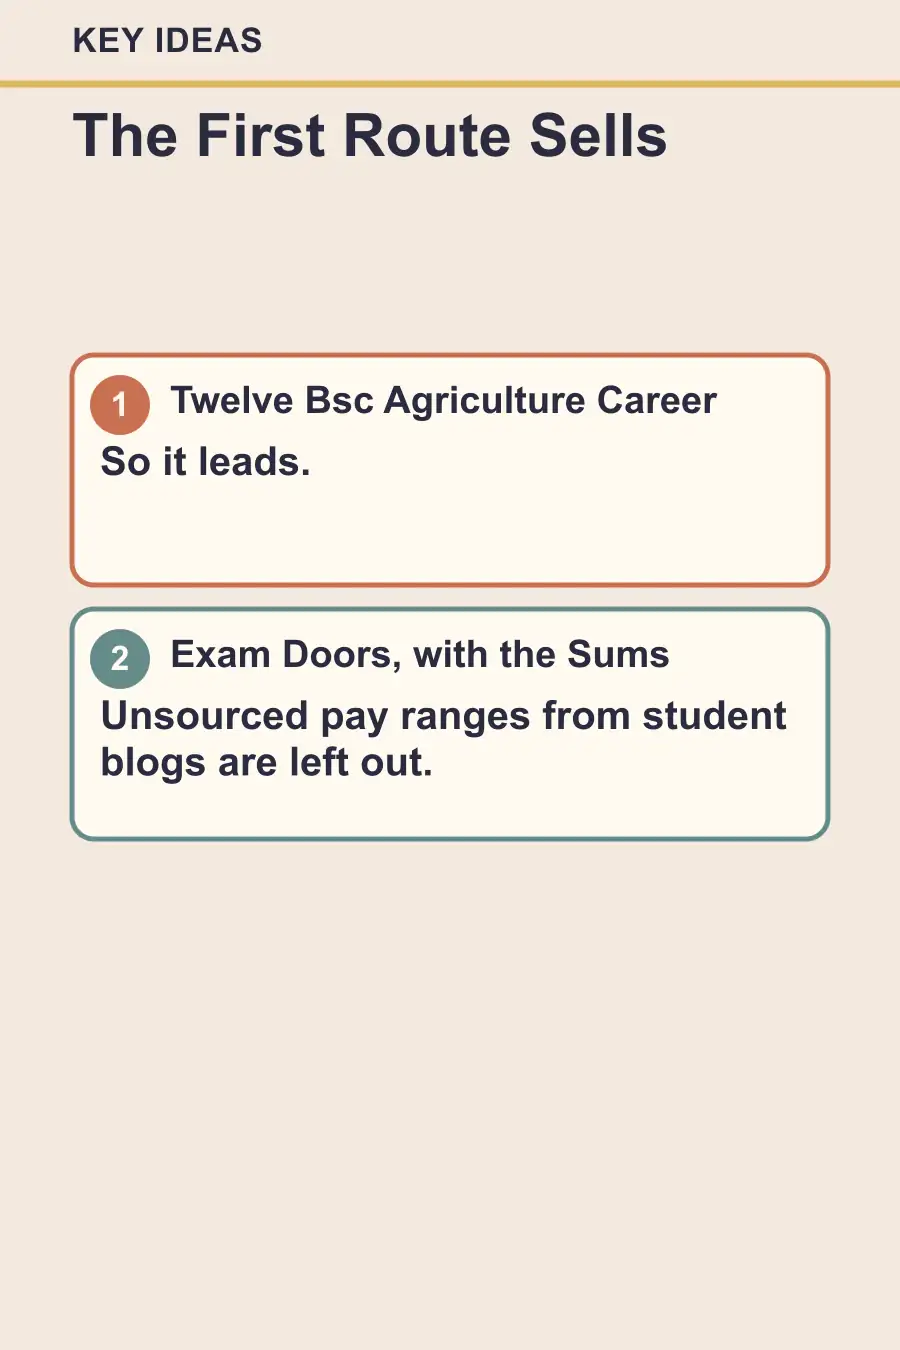 KEY IDEAS
The First Route Sells
1 Twelve Bsc Agriculture Career
So it leads.
2 Exam Doors, with the Sums
Unsourced pay ranges from student
blogs are left out.